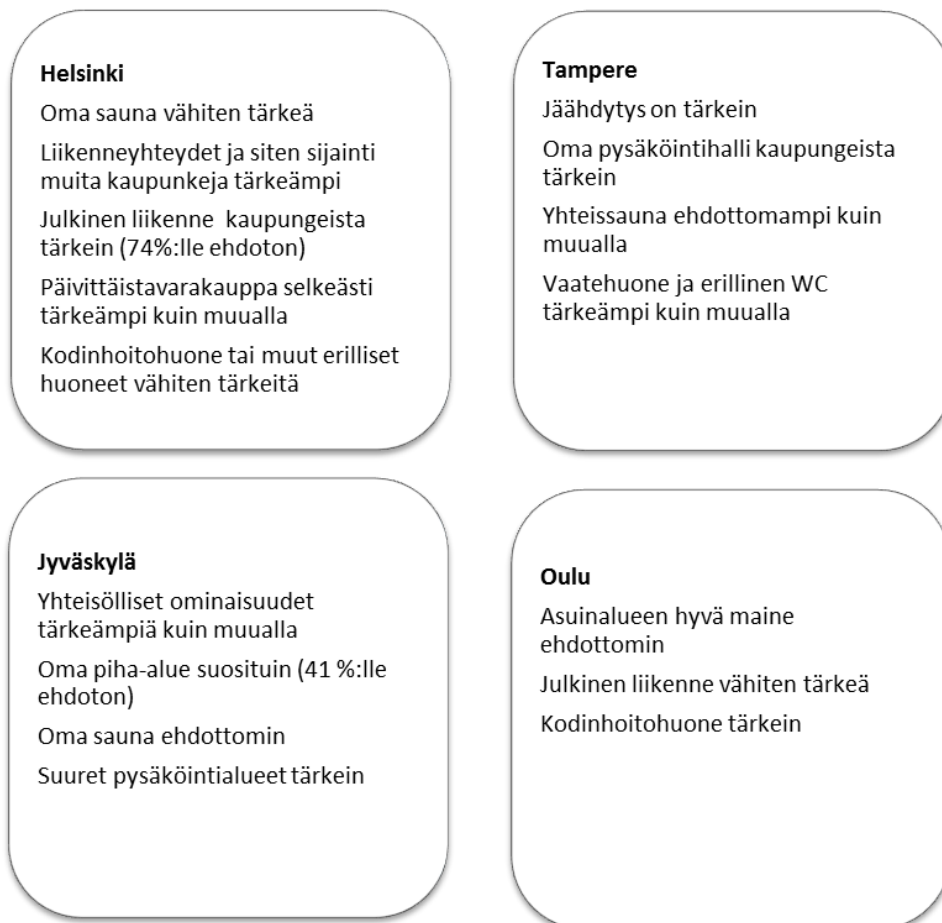 Helsinki
Oma sauna vähiten tärkeä
Liikenneyhteydet ja siten sijainti
muita kaupunkeja tärkeämpi
Julkinen liikenne kaupungeista
tärkein (74%:lle ehdoton)
Päivittäistavarakauppa selkeästi
tärkeämpi kuin muualla
Kodinhoitohuone tai muut erilliset
huoneet vähiten tärkeitä
Tampere
Jäähdytys on tärkein
Oma pysäköintihalli kaupungeista
tärkein
Yhteissauna ehdottomampi kuin
muualla
Vaatehuone ja erillinen WC
tärkeämpi kuin muualla
Jyväskylä
Yhteisölliset ominaisuudet
tärkeämpiä kuin muualla
Oma piha-alue suosituin (41 %:lle
ehdoton)
Oma sauna ehdottomin
Suuret pysäköintialueet tärkein
Oulu
Asuinalueen hyvä maine
ehdottomin
Julkinen liikenne vähiten tärkeä
Kodinhoitohuone tärkein